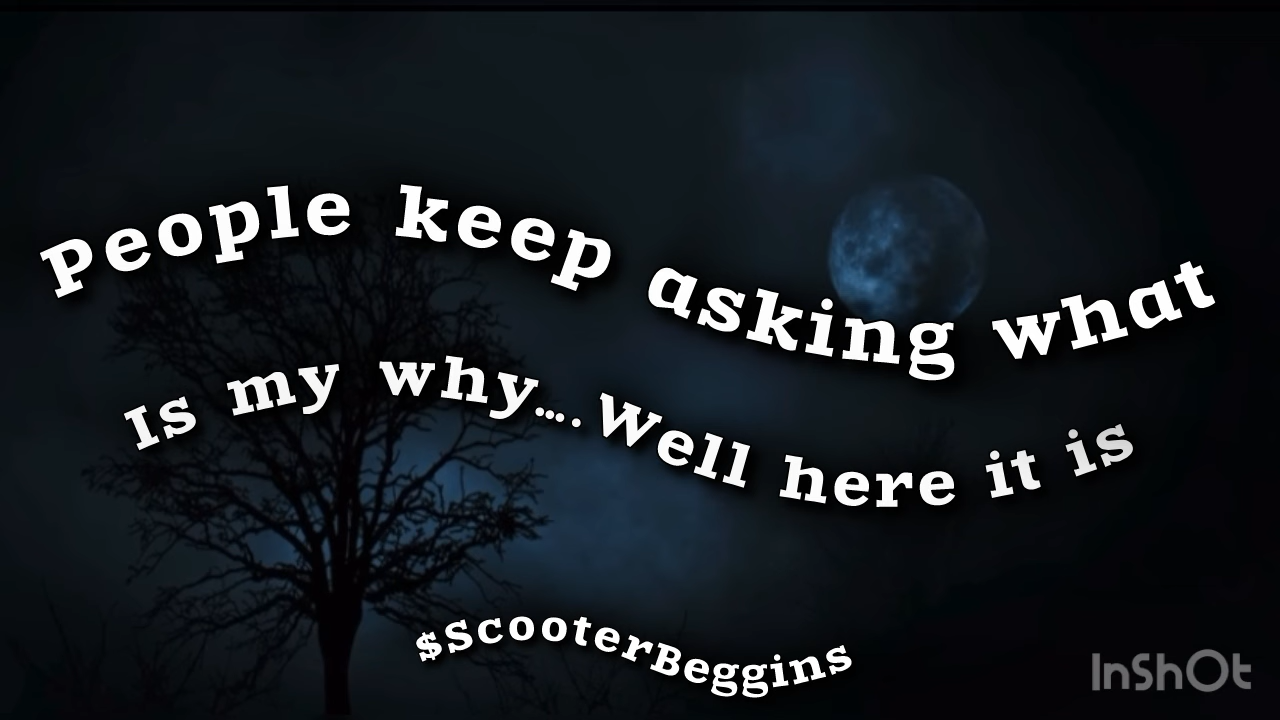 People keep asking what
Is my why....Well here it is
$ScooterBeggins
InShOt